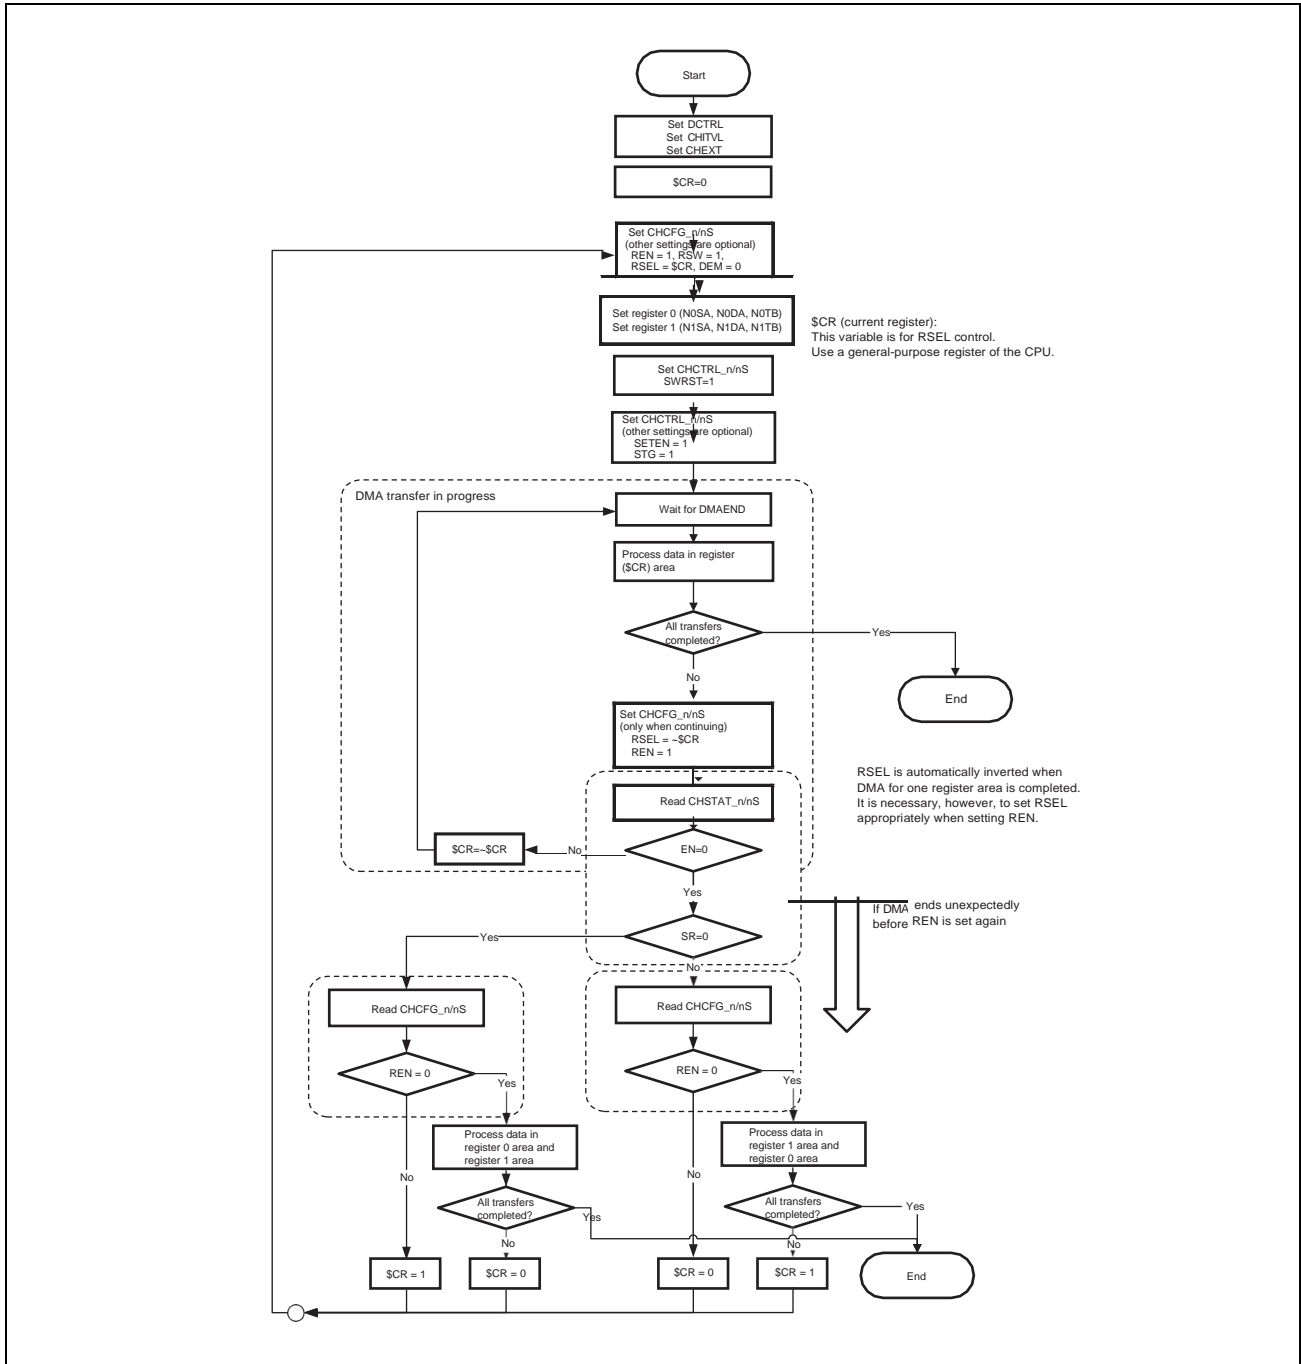 Start
Set DCTRL
Set CHITVL
Set CHEXT
$CR=0
Set CHCFG_n/nS
(other settings are optional)
REN = 1, RSW = 1,
RSEL = $CR, DEM = 0
Set register 0 (N0SA, N0DA, N0TB)
Set register 1 (N1SA, N1DA, N1TB)
$CR (current register):
This variable is for RSEL control.
Use a general-purpose register of the CPU.
Set CHCTRL_n/nS
SWRST=1
Set CHCTRL_n/nS
(other settings are optional)
SETEN = 1
STG = 1
DMA transfer in progress
Wait for DMAEND
Process data in register
($CR) area
All transfers
completed?
Yes
No
End
Set CHCFG_n/nS
(only when continuing)
RSEL = ~$CR
REN = 1
RSEL is automatically inverted when
DMA for one register area is completed.
It is necessary, however, to set RSEL
appropriately when setting REN.
Read CHSTAT_n/nS
$CR=~$CR
No
EN=0
Yes
If DMA ends unexpectedly
before REN is set again
Yes
SR=0
No
Read CHCFG_n/nS
Read CHCFG_n/nS
REN = 0
Yes
REN = 0
Yes
Process data in
register 0 area and
register 1 area
Process data in
register 1 area and
register 0 area
No
No
All transfers
completed?
Yes
All transfers
completed?
Yes
No
No
$CR = 1
$CR = 0
$CR = 0
$CR = 1
End